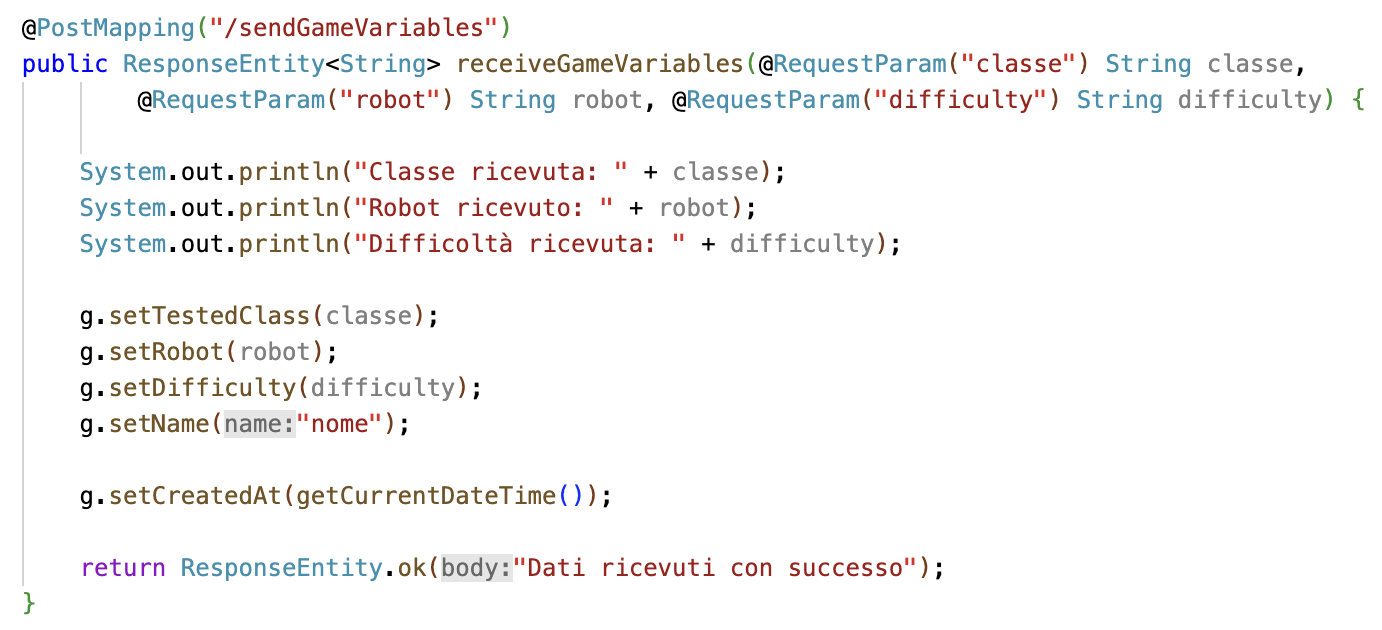 @PostMapping("/sendGameVariables")
public ResponseEntity<String> receiveGameVariables(@RequestParam("classe") String classe,
@RequestParam("robot") String robot, @RequestParam("difficulty") String difficulty) {
System.out.println("Classe ricevuta: " + classe);
System.out.println("Robot ricevuto: " + robot);
System.out.println("Difficoltà ricevuta: " + difficulty);
g.setTestedClass(classe);
g.setRobot(robot);
g.setDifficulty(difficulty);
g.setName(name:"nome");
g.setCreatedAt(getCurrentDateTime());
return ResponseEntity.ok(body:"Dati ricevuti con successo");
}